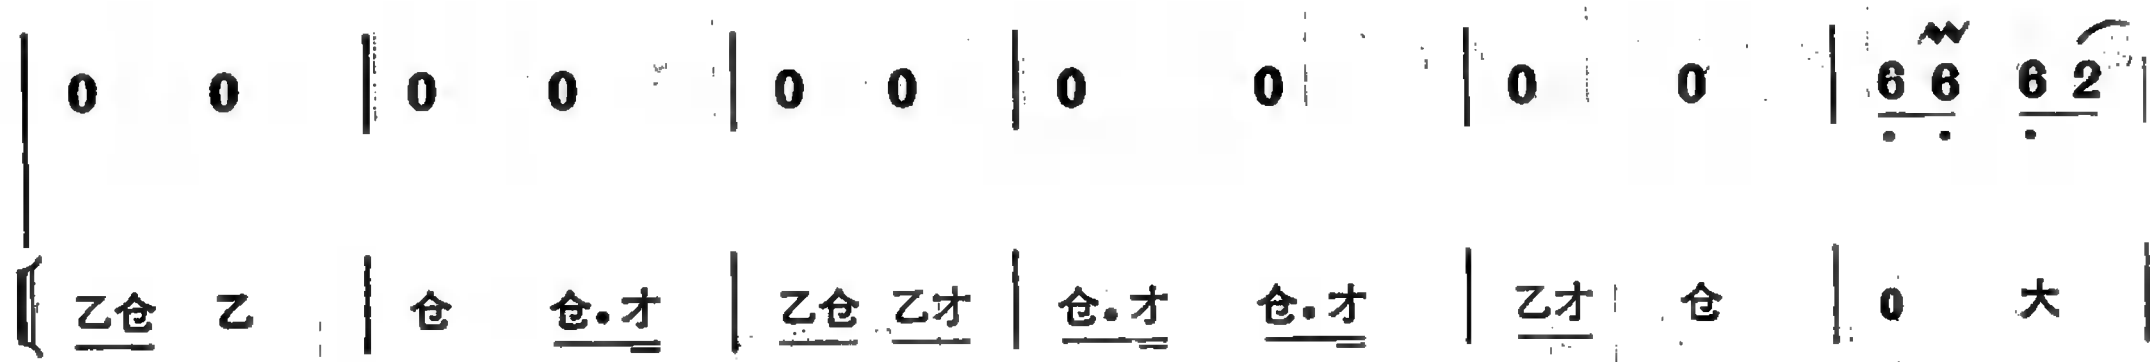 0 0 | 0 0 | 0 0 | 0 0 | 0 0 | 6 6 6 2 |
乙仓 乙 | 仓 仓.才 | 乙仓 乙才 | 仓.才 仓.才 | 乙才 仓 | 0 大 |